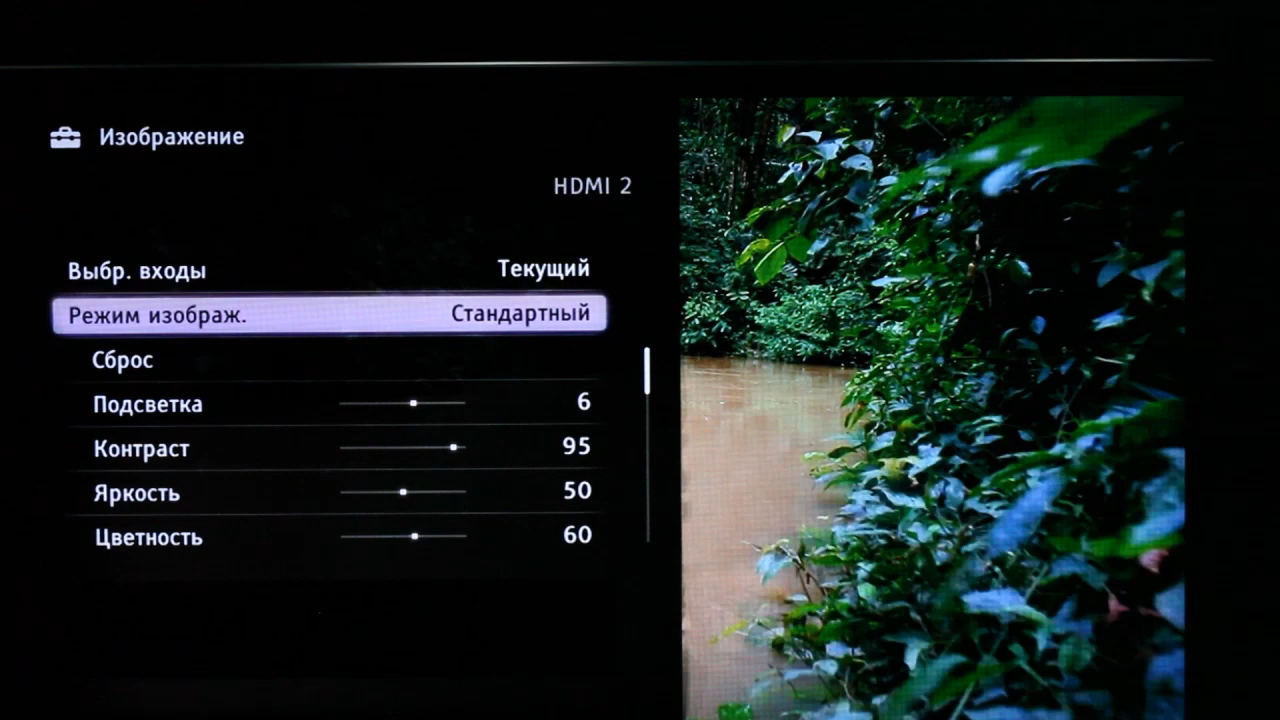 Изображение
HDMI 2
Выбр. входы Текущий
Режим изображ. Стандартный
Сброс
Подсветка 6
Контраст 95
Яркость 50
Цветность 60